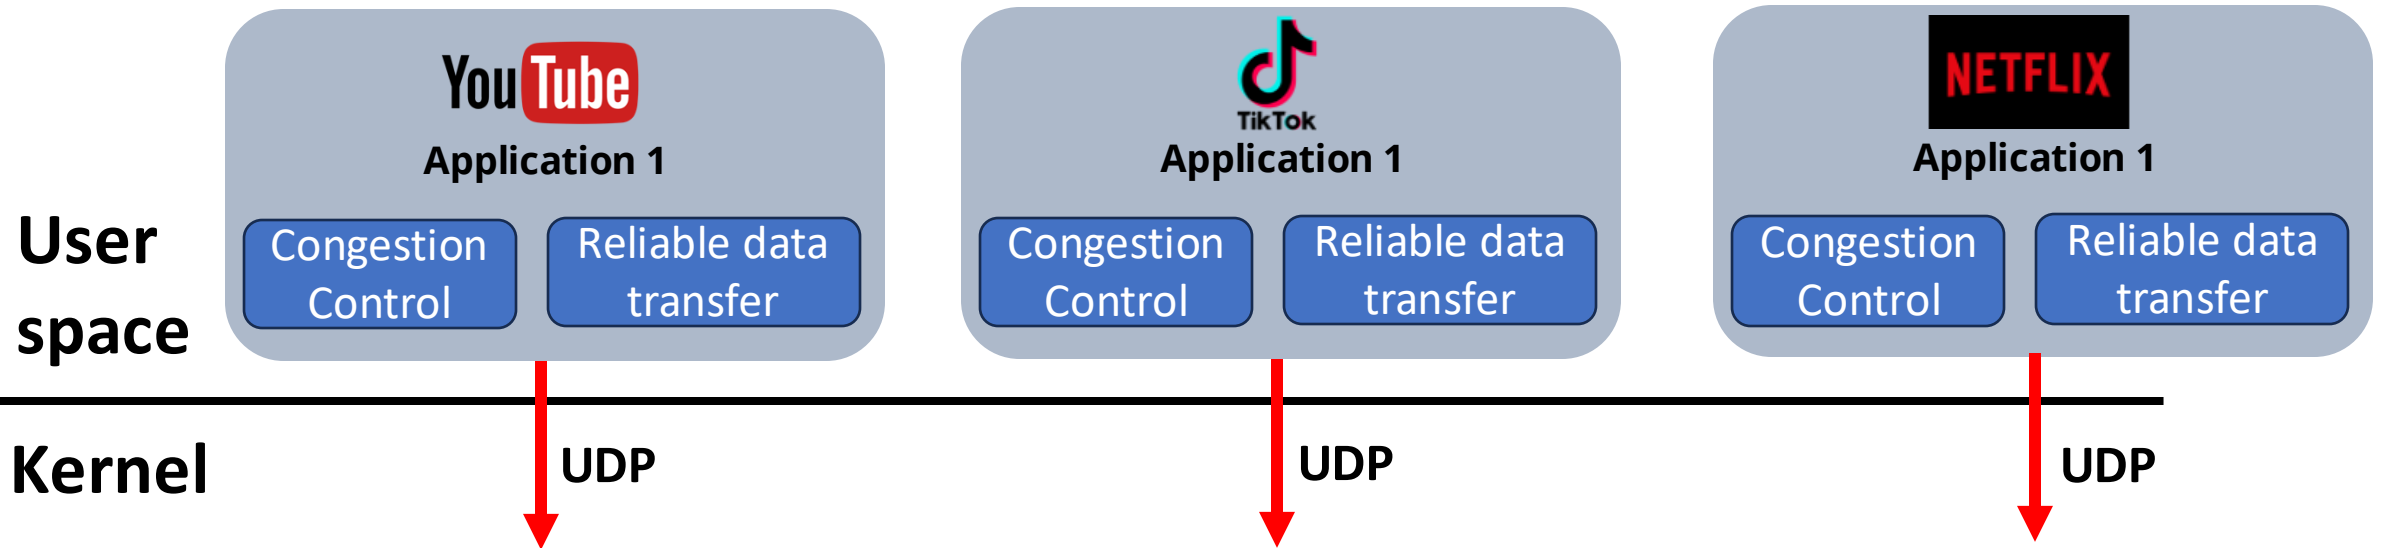 YouTube
Application 1
Congestion
Control
Reliable data
transfer
TikTok
Application 1
Congestion
Control
Reliable data
transfer
NETFLIX
Application 1
Congestion
Control
Reliable data
transfer
User
space
Kernel
UDP
UDP
UDP